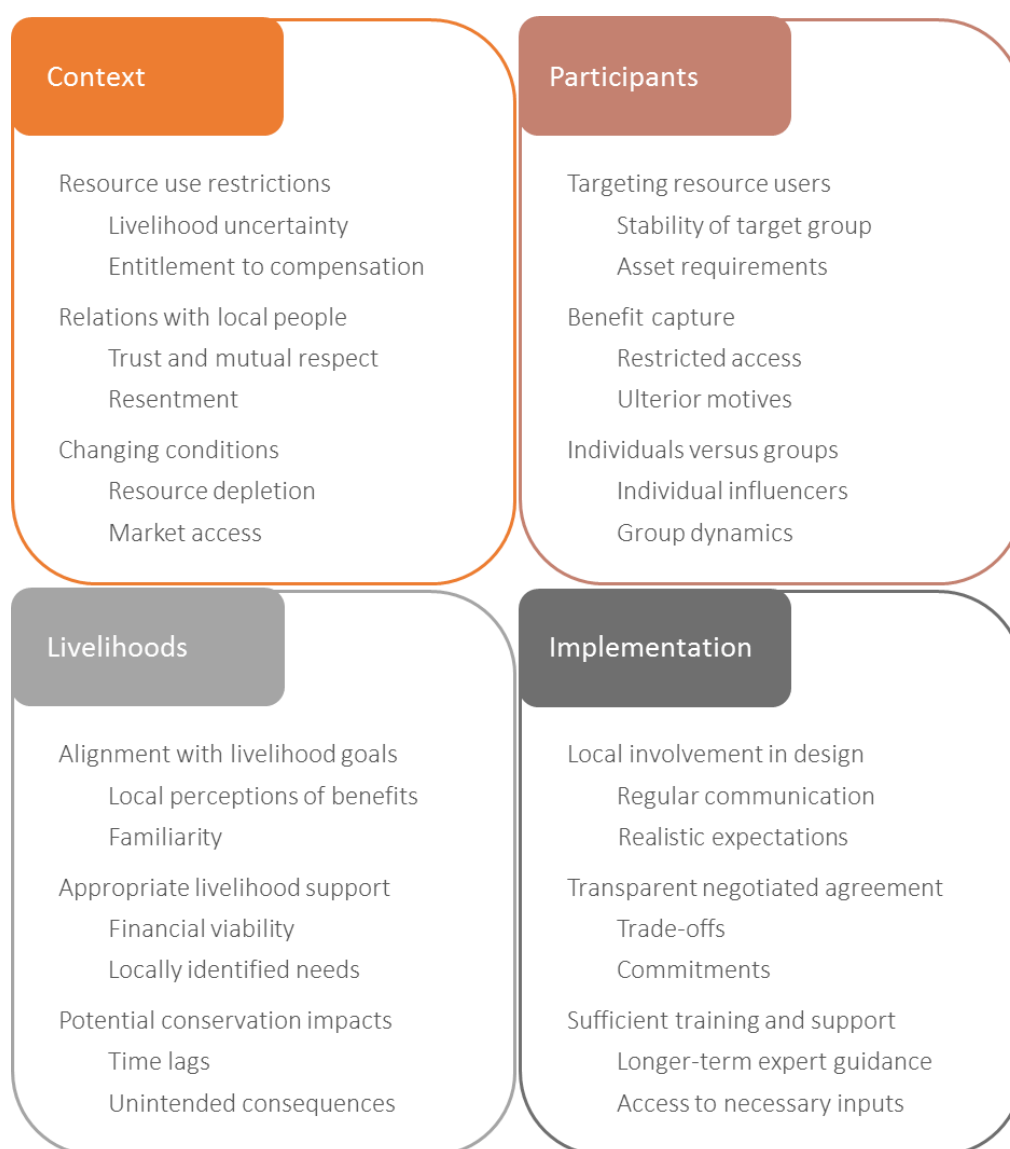 Context
Resource use restrictions
Livelihood uncertainty
Entitlement to compensation
Relations with local people
Trust and mutual respect
Resentment
Changing conditions
Resource depletion
Market access
Participants
Targeting resource users
Stability of target group
Asset requirements
Benefit capture
Restricted access
Ulterior motives
Individuals versus groups
Individual influencers
Group dynamics
Livelihoods
Alignment with livelihood goals
Local perceptions of benefits
Familiarity
Appropriate livelihood support
Financial viability
Locally identified needs
Potential conservation impacts
Time lags
Unintended consequences
Implementation
Local involvement in design
Regular communication
Realistic expectations
Transparent negotiated agreement
Trade-offs
Commitments
Sufficient training and support
Longer-term expert guidance
Access to necessary inputs